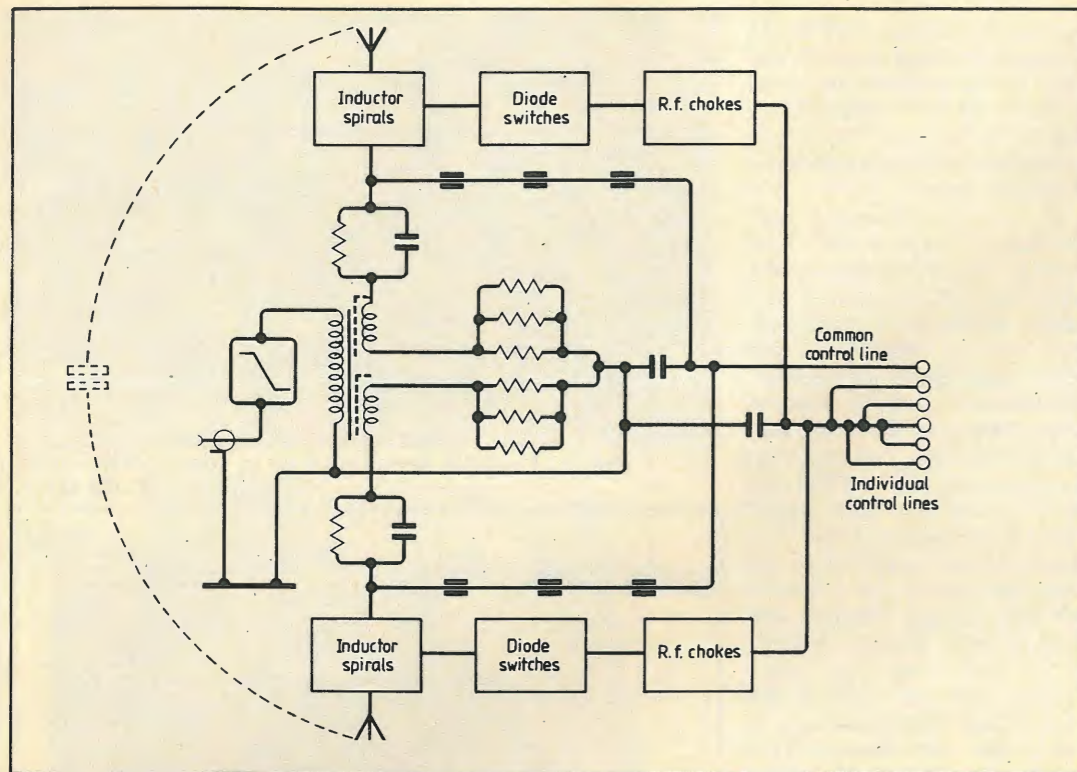 Inductor
spirals
Diode
switches
R.f. chokes
Common
control line
Individual
control lines
Inductor
spirals
Diode
switches
R.f. chokes